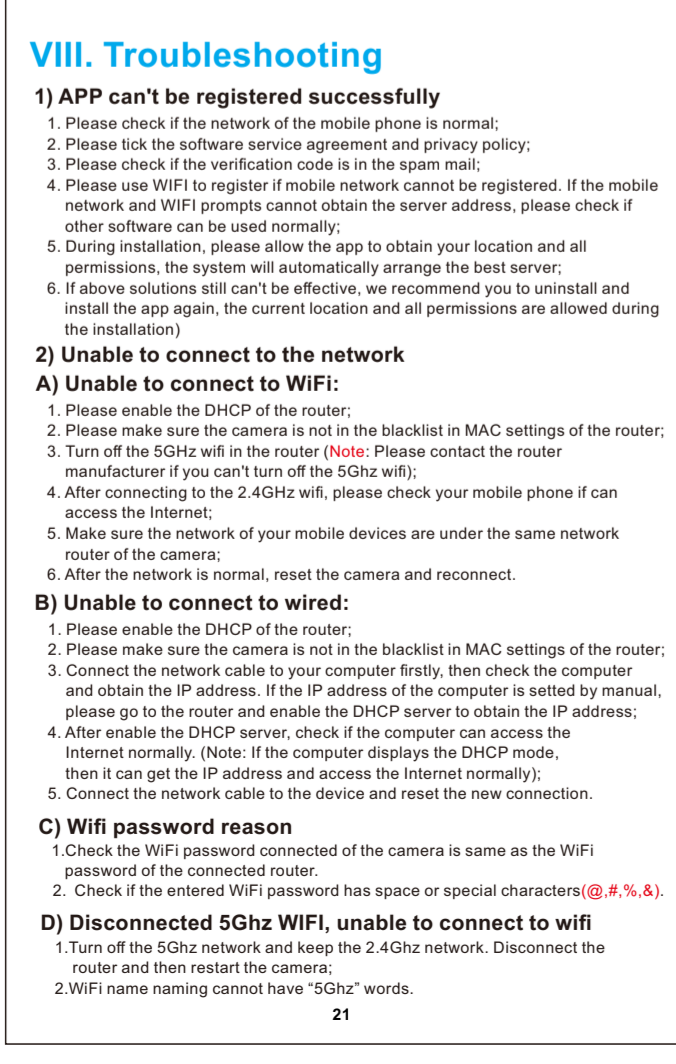 VIII. Troubleshooting
1) APP can't be registered successfully
1. Please check if the network of the mobile phone is normal;
2. Please tick the software service agreement and privacy policy;
3. Please check if the verification code is in the spam mail;
4. Please use WIFI to register if mobile network cannot be registered. If the mobile
network and WIFI prompts cannot obtain the server address, please check if
other software can be used normally;
5. During installation, please allow the app to obtain your location and all
permissions, the system will automatically arrange the best server;
6. If above solutions still can't be effective, we recommend you to uninstall and
install the app again, the current location and all permissions are allowed during
the installation)
2) Unable to connect to the network
A) Unable to connect to WiFi:
1. Please enable the DHCP of the router;
2. Please make sure the camera is not in the blacklist in MAC settings of the router;
3. Turn off the 5GHz wifi in the router (Note: Please contact the router
manufacturer if you can't turn off the 5Ghz wifi);
4. After connecting to the 2.4GHz wifi, please check your mobile phone if can
access the Internet;
5. Make sure the network of your mobile devices are under the same network
router of the camera;
6. After the network is normal, reset the camera and reconnect.
B) Unable to connect to wired:
1. Please enable the DHCP of the router;
2. Please make sure the camera is not in the blacklist in MAC settings of the router;
3. Connect the network cable to your computer firstly, then check the computer
and obtain the IP address. If the IP address of the computer is setted by manual,
please go to the router and enable the DHCP server to obtain the IP address;
4. After enable the DHCP server, check if the computer can access the
Internet normally. (Note: If the computer displays the DHCP mode,
then it can get the IP address and access the Internet normally);
5. Connect the network cable to the device and reset the new connection.
C) Wifi password reason
1.Check the WiFi password connected of the camera is same as the WiFi
password of the connected router.
2. Check if the entered WiFi password has space or special characters(@,#,%,&).
D) Disconnected 5Ghz WIFI, unable to connect to wifi
1.Turn off the 5Ghz network and keep the 2.4Ghz network. Disconnect the
router and then restart the camera;
2.WiFi name naming cannot have “5Ghz” words.
21